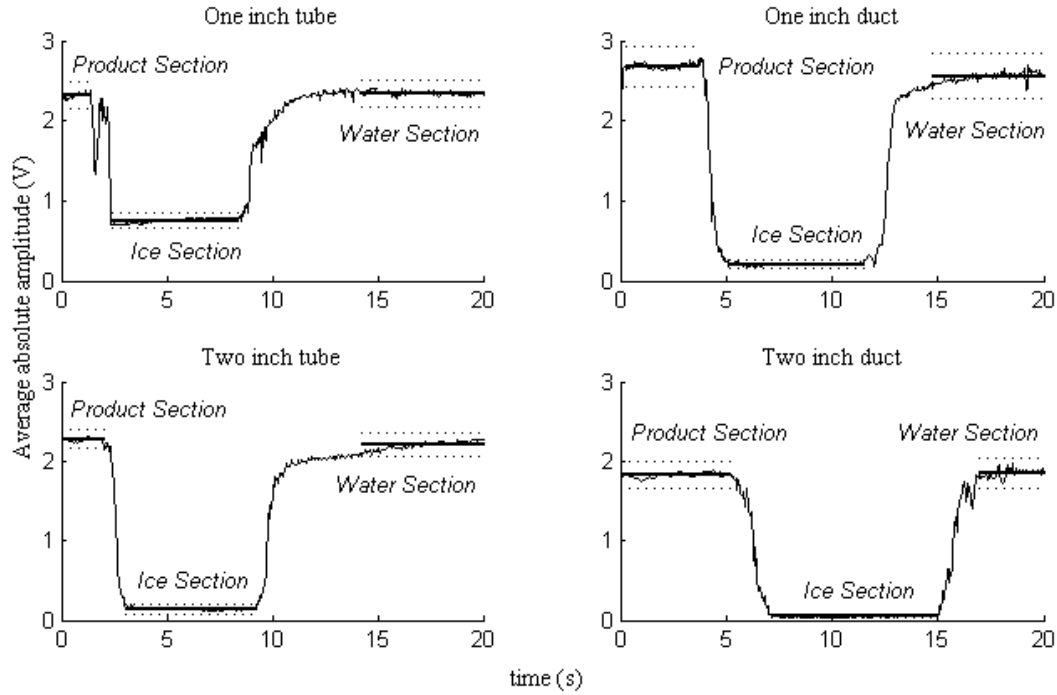 One inch tube
3
2
1
0
Product Section
Ice Section
Water Section
0 5 10 15 20
One inch duct
3
2
1
0
Product Section
Ice Section
Water Section
0 5 10 15 20
Two inch tube
3
2
1
0
Product Section
Ice Section
Water Section
0 5 10 15 20
Two inch duct
3
2
1
0
Product Section
Water Section
Ice Section
0 5 10 15 20
Average absolute amplitude (V)
time (s)